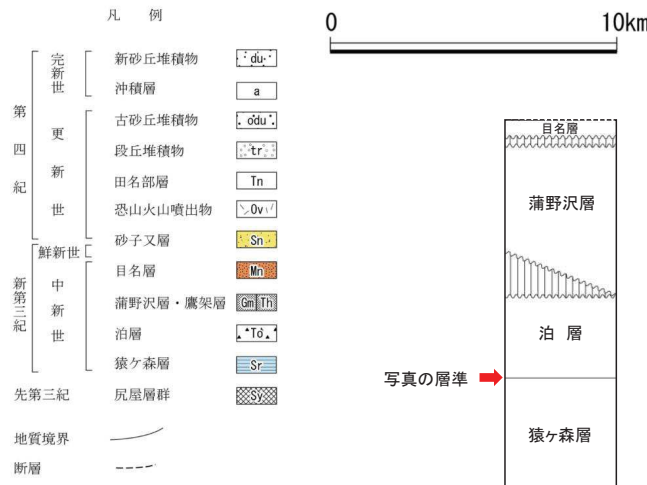 凡 例
第四紀
完新世
新砂丘堆積物 du
沖積層 a
更新世
古砂丘堆積物 odu
段丘堆積物 tr
田名部層 Tn
恐山火山噴出物 Ov
砂子又層 Sn
新第三紀
鮮新世
中新世
目名層 Mn
蒲野沢層・鷹架層 Gm Th
泊層 To
猿ケ森層 Sr
先第三紀 尻屋層群 Sy
地質境界
断層
0 10km
目名層
蒲野沢層
泊 層
写真の層準
猿ヶ森層